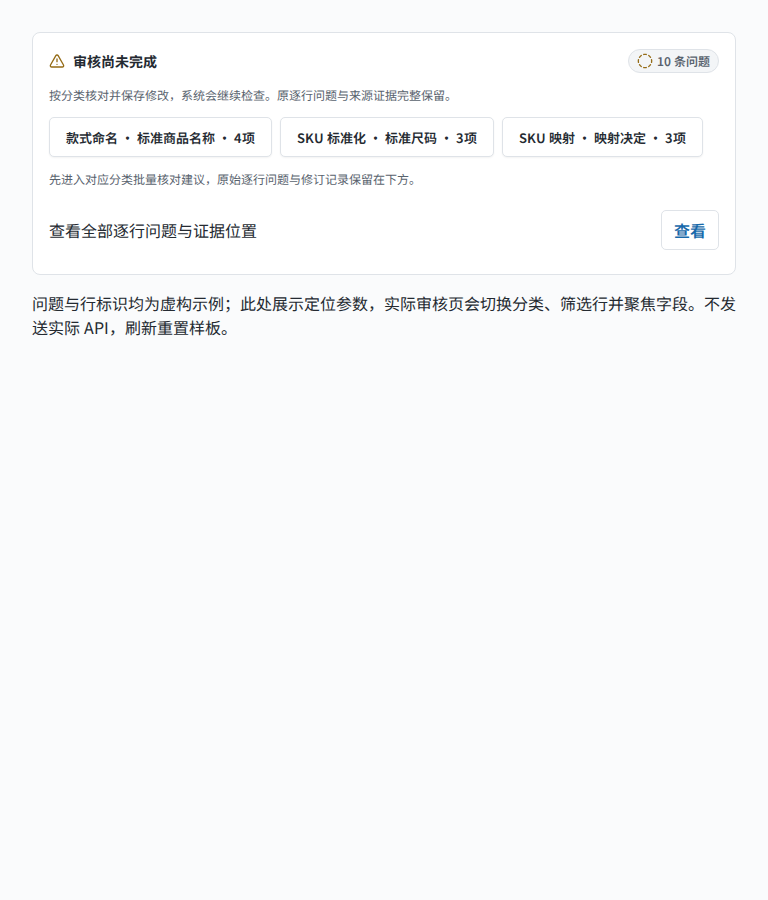 审核尚未完成
10 条问题
按分类核对并保存修改，系统会继续检查。原逐行问题与来源证据完整保留。
款式命名 · 标准商品名称 · 4项
SKU 标准化 · 标准尺码 · 3项
SKU 映射 · 映射决定 · 3项
先进入对应分类批量核对建议，原始逐行问题与修订记录保留在下方。
查看全部逐行问题与证据位置
查看
问题与行标识均为虚构示例；此处展示定位参数，实际审核页会切换分类、筛选行并聚焦字段。不发
送实际 API，刷新重置样板。